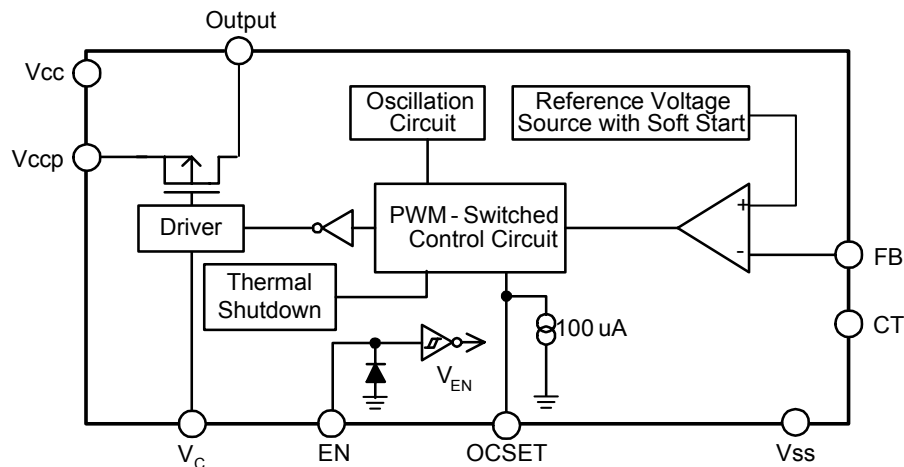 Output
Vcc
Oscillation
Circuit
Reference Voltage
Source with Soft Start
Vccp
PWM - Switched
Control Circuit
+
-
Driver
FB
Thermal
Shutdown
100 uA
CT
VEN
VC
EN
OCSET
Vss